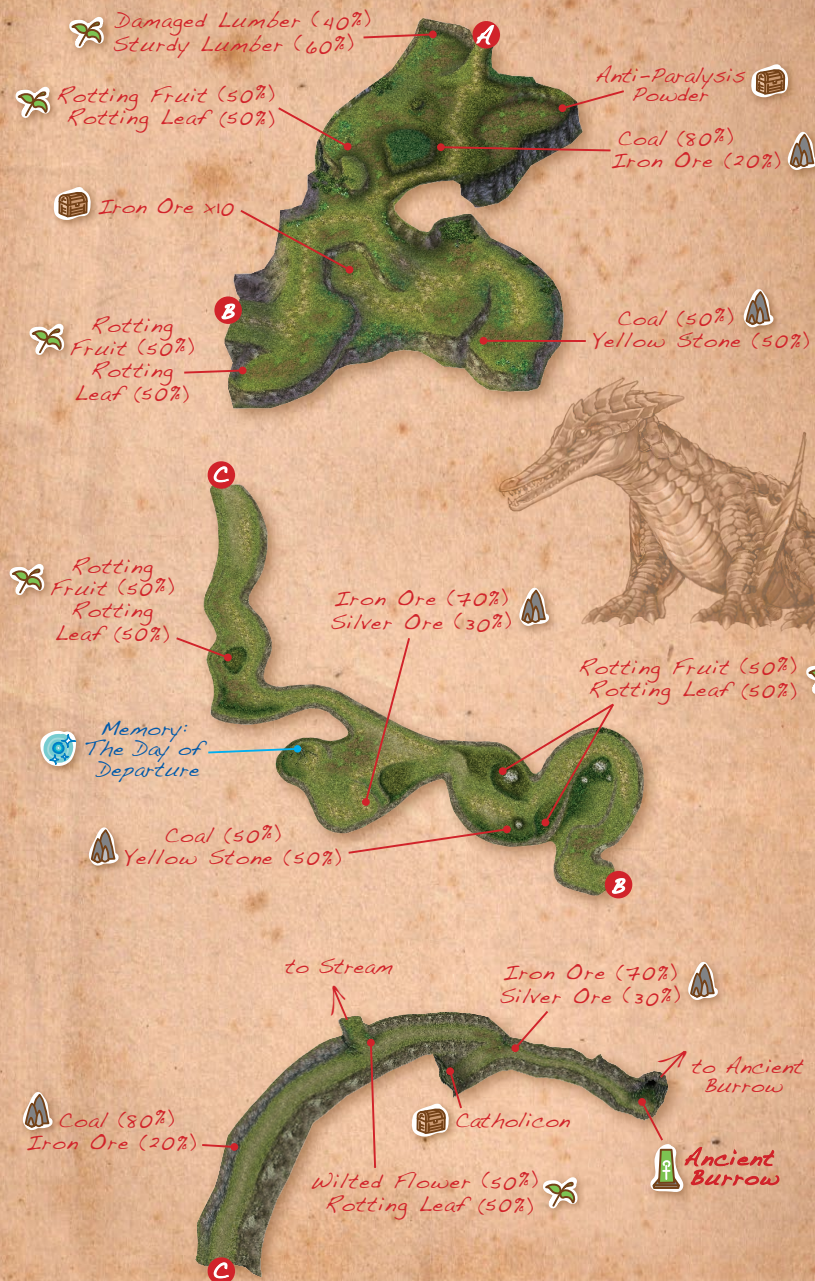 Damaged Lumber (40%)
Sturdy Lumber (60%)
A
Anti-Paralysis
Powder
Rotting Fruit (50%)
Rotting Leaf (50%)
Coal (80%)
Iron Ore (20%)
Iron Ore x10
B
Rotting
Fruit (50%)
Rotting
Leaf (50%)
Coal (50%)
Yellow Stone (50%)
C
Rotting
Fruit (50%)
Rotting
Leaf (50%)
Iron Ore (70%)
Silver Ore (30%)
Rotting Fruit (50%)
Rotting Leaf (50%)
Memory:
The Day of
Departure
Coal (50%)
Yellow Stone (50%)
B
to Stream
Iron Ore (70%)
Silver Ore (30%)
to Ancient
Burrow
Coal (80%)
Iron Ore (20%)
Catholicon
Wilted Flower (50%)
Rotting Leaf (50%)
Ancient
Burrow
C